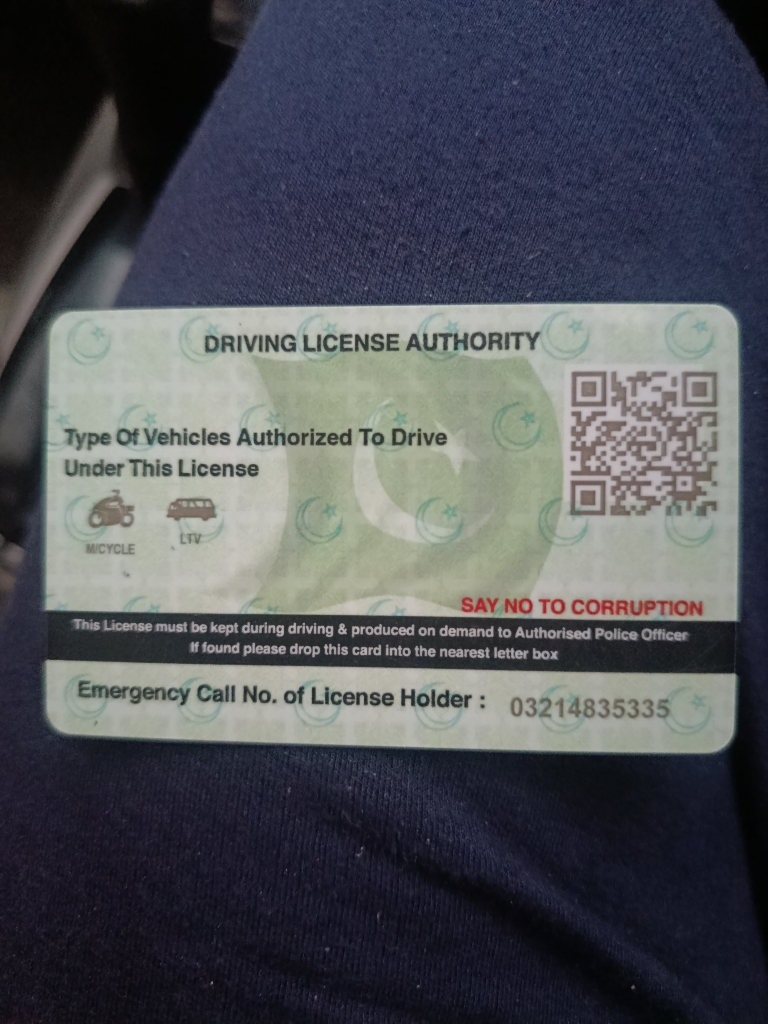 DRIVING LICENSE AUTHORITY
Type Of Vehicles Authorized To Drive
Under This License
M/CYCLE
LTV
SAY NO TO CORRUPTION
This License must be kept during driving & produced on demand to Authorised Police Officer
If found please drop this card into the nearest letter box
Emergency Call No. of License Holder : 03214835335